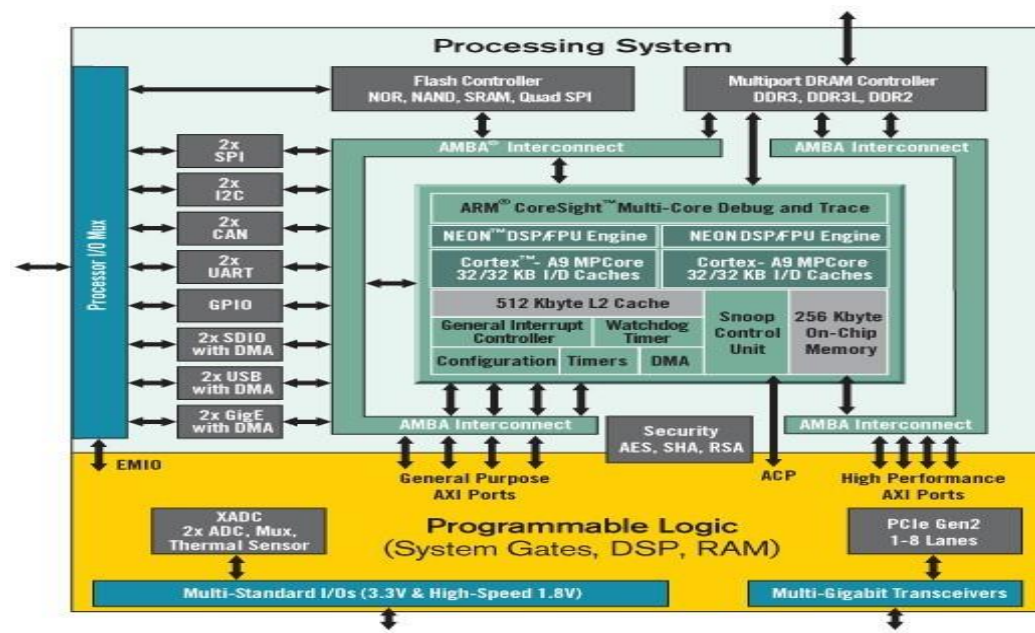 Processing System
Flash Controller
NOR, NAND, SRAM, Quad SPI
Multiport DRAM Controller
DDR3, DDR3L, DDR2
AMBA® Interconnect
AMBA Interconnect
Processor I/O Mux
2x
SPI
2x
I2C
2x
CAN
2x
UART
GPIO
2x SDIO
with DMA
2x USB
with DMA
2x GigE
with DMA
ARM® CoreSight™ Multi-Core Debug and Trace
NEON™ DSP/FPU Engine
NEON DSP/FPU Engine
Cortex™- A9 MPCore
32/32 KB I/D Caches
Cortex- A9 MPCore
32/32 KB I/D Caches
512 Kbyte L2 Cache
General Interrupt
Controller
Watchdog
Timer
Configuration
Timers
DMA
Snoop
Control
Unit
256 Kbyte
On-Chip
Memory
AMBA Interconnect
Security
AES, SHA, RSA
AMBA Interconnect
EMIO
General Purpose
AXI Ports
ACP
High Performance
AXI Ports
XADC
2x ADC, Mux,
Thermal Sensor
Programmable Logic
(System Gates, DSP, RAM)
PCIe Gen2
1-8 Lanes
Multi-Standard I/Os (3.3V & High-Speed 1.8V)
Multi-Gigabit Transceivers